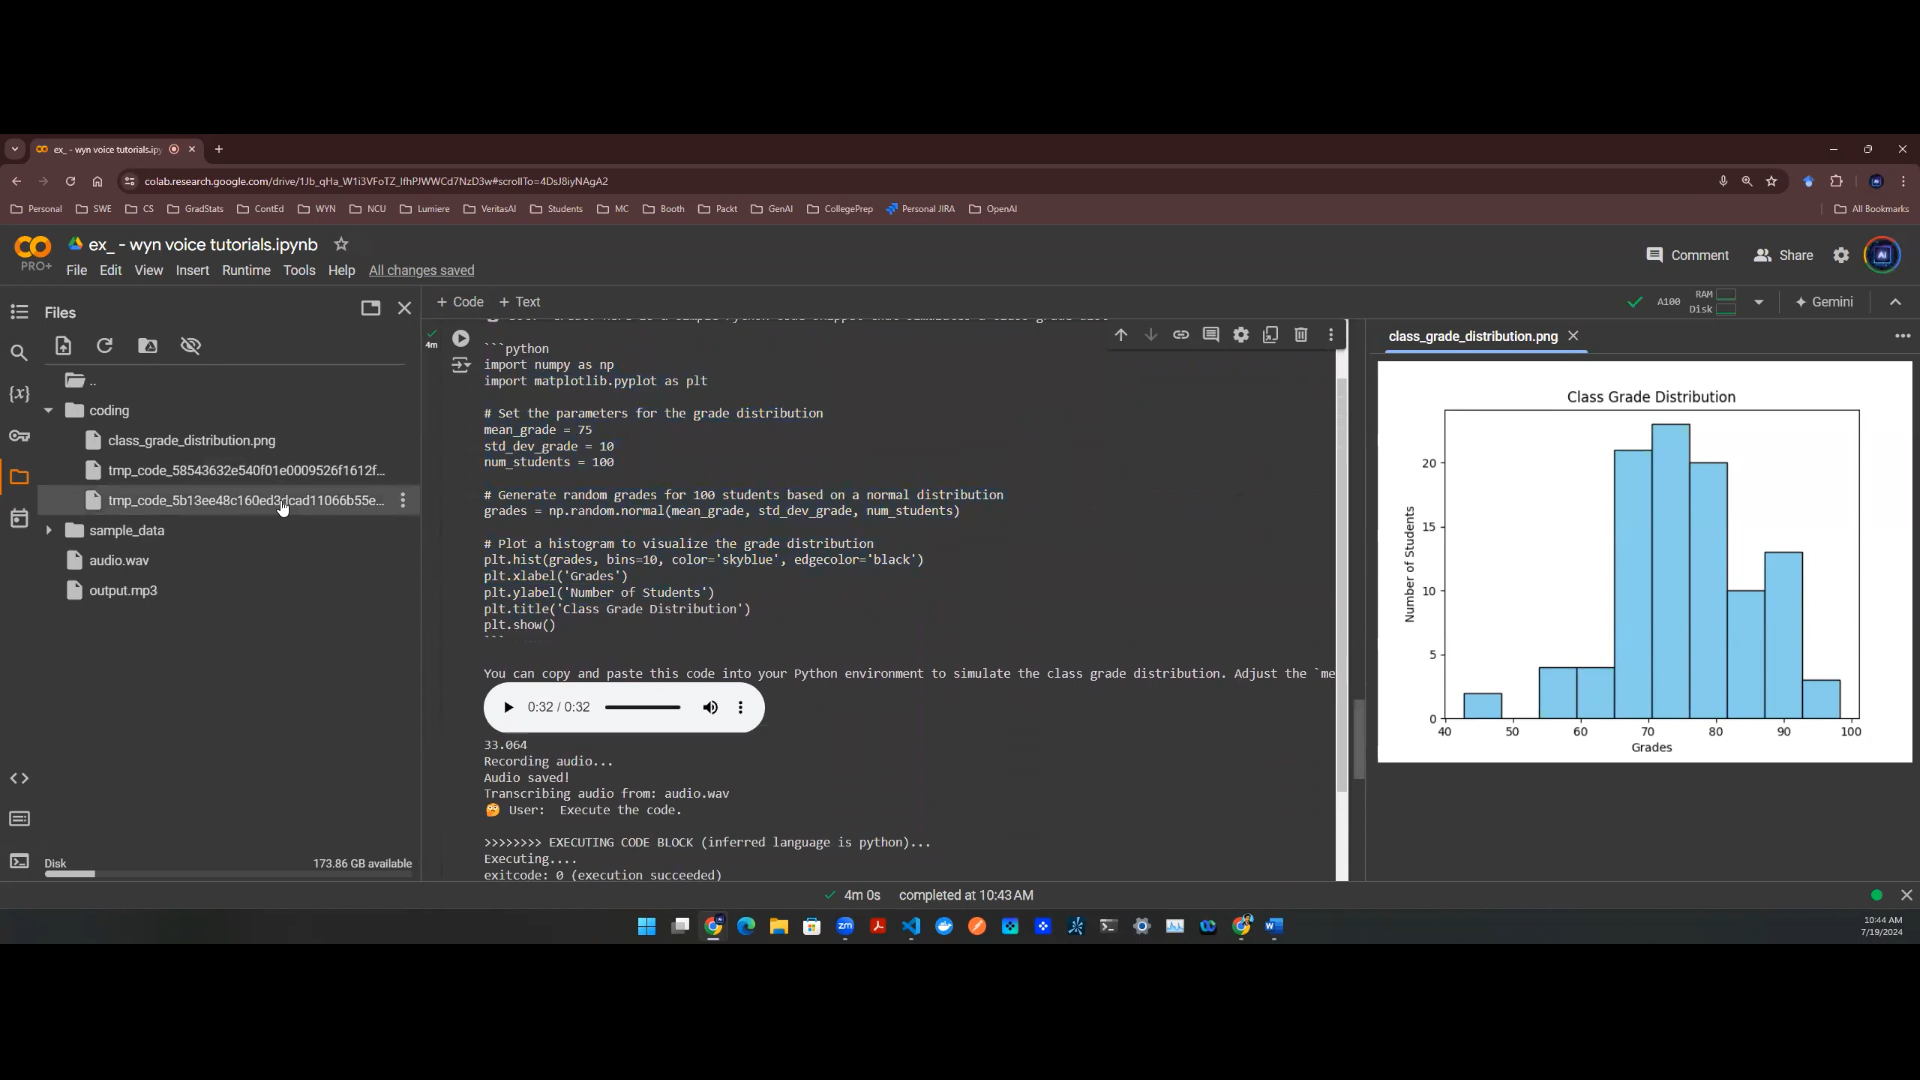 ex_ - wyn voice tutorials.ipy
colab.research.google.com/drive/1Jb_qHa_W1i3VFoTZ_lfhPJWWCd7NzD3w#scrollTo=4DsJ8iyNAgA2
Personal SWE CS GradStats ContEd WYN NCU Lumiere VeritasAI Students MC Booth Packt GenAI CollegePrep Personal JIRA OpenAI All Bookmarks
CO PRO+ ex_ - wyn voice tutorials.ipynb
File Edit View Insert Runtime Tools Help All changes saved
Comment Share
Files
+ Code + Text
A100 RAM Disk Gemini
..
coding
class_grade_distribution.png
tmp_code_58543632e540f01e0009526f1612f...
tmp_code_5b13ee48c160ed3dcad11066b55e...
sample_data
audio.wav
output.mp3
Disk 173.86 GB available
{x}
4m
```python
import numpy as np
import matplotlib.pyplot as plt
# Set the parameters for the grade distribution
mean_grade = 75
std_dev_grade = 10
num_students = 100
# Generate random grades for 100 students based on a normal distribution
grades = np.random.normal(mean_grade, std_dev_grade, num_students)
# Plot a histogram to visualize the grade distribution
plt.hist(grades, bins=10, color='skyblue', edgecolor='black')
plt.xlabel('Grades')
plt.ylabel('Number of Students')
plt.title('Class Grade Distribution')
plt.show()
```
You can copy and paste this code into your Python environment to simulate the class grade distribution. Adjust the `me
0:32 / 0:32
33.064
Recording audio...
Audio saved!
Transcribing audio from: audio.wav
🤔 User: Execute the code.
>>>>>>>> EXECUTING CODE BLOCK (inferred language is python)...
Executing....
exitcode: 0 (execution succeeded)
class_grade_distribution.png
Class Grade Distribution
Number of Students
20
15
10
5
0
40 50 60 70 80 90 100
Grades
4m 0s completed at 10:43 AM
10:44 AM
7/19/2024